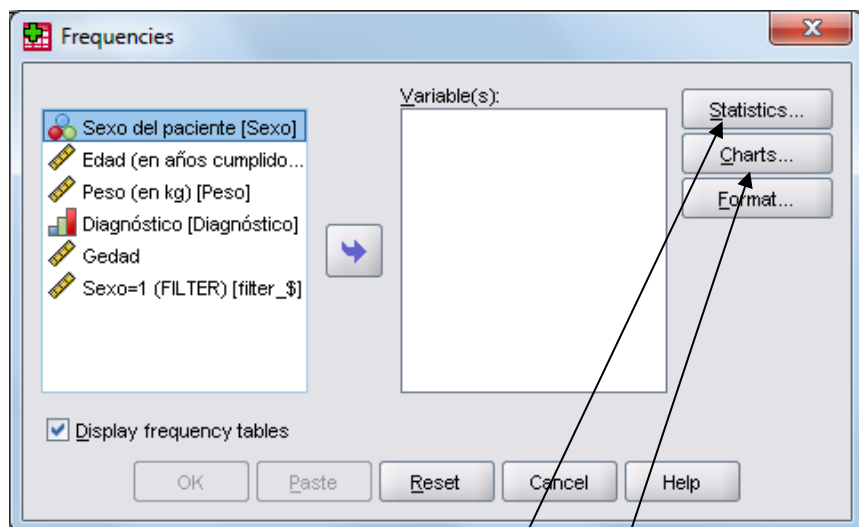 Frequencies
Variable(s):
Sexo del paciente [Sexo]
Edad (en años cumplido...
Peso (en kg) [Peso]
Diagnóstico [Diagnóstico]
Gedad
Sexo=1 (FILTER) [filter_$]
Statistics...
Charts...
Format...
Display frequency tables
OK
Paste
Reset
Cancel
Help